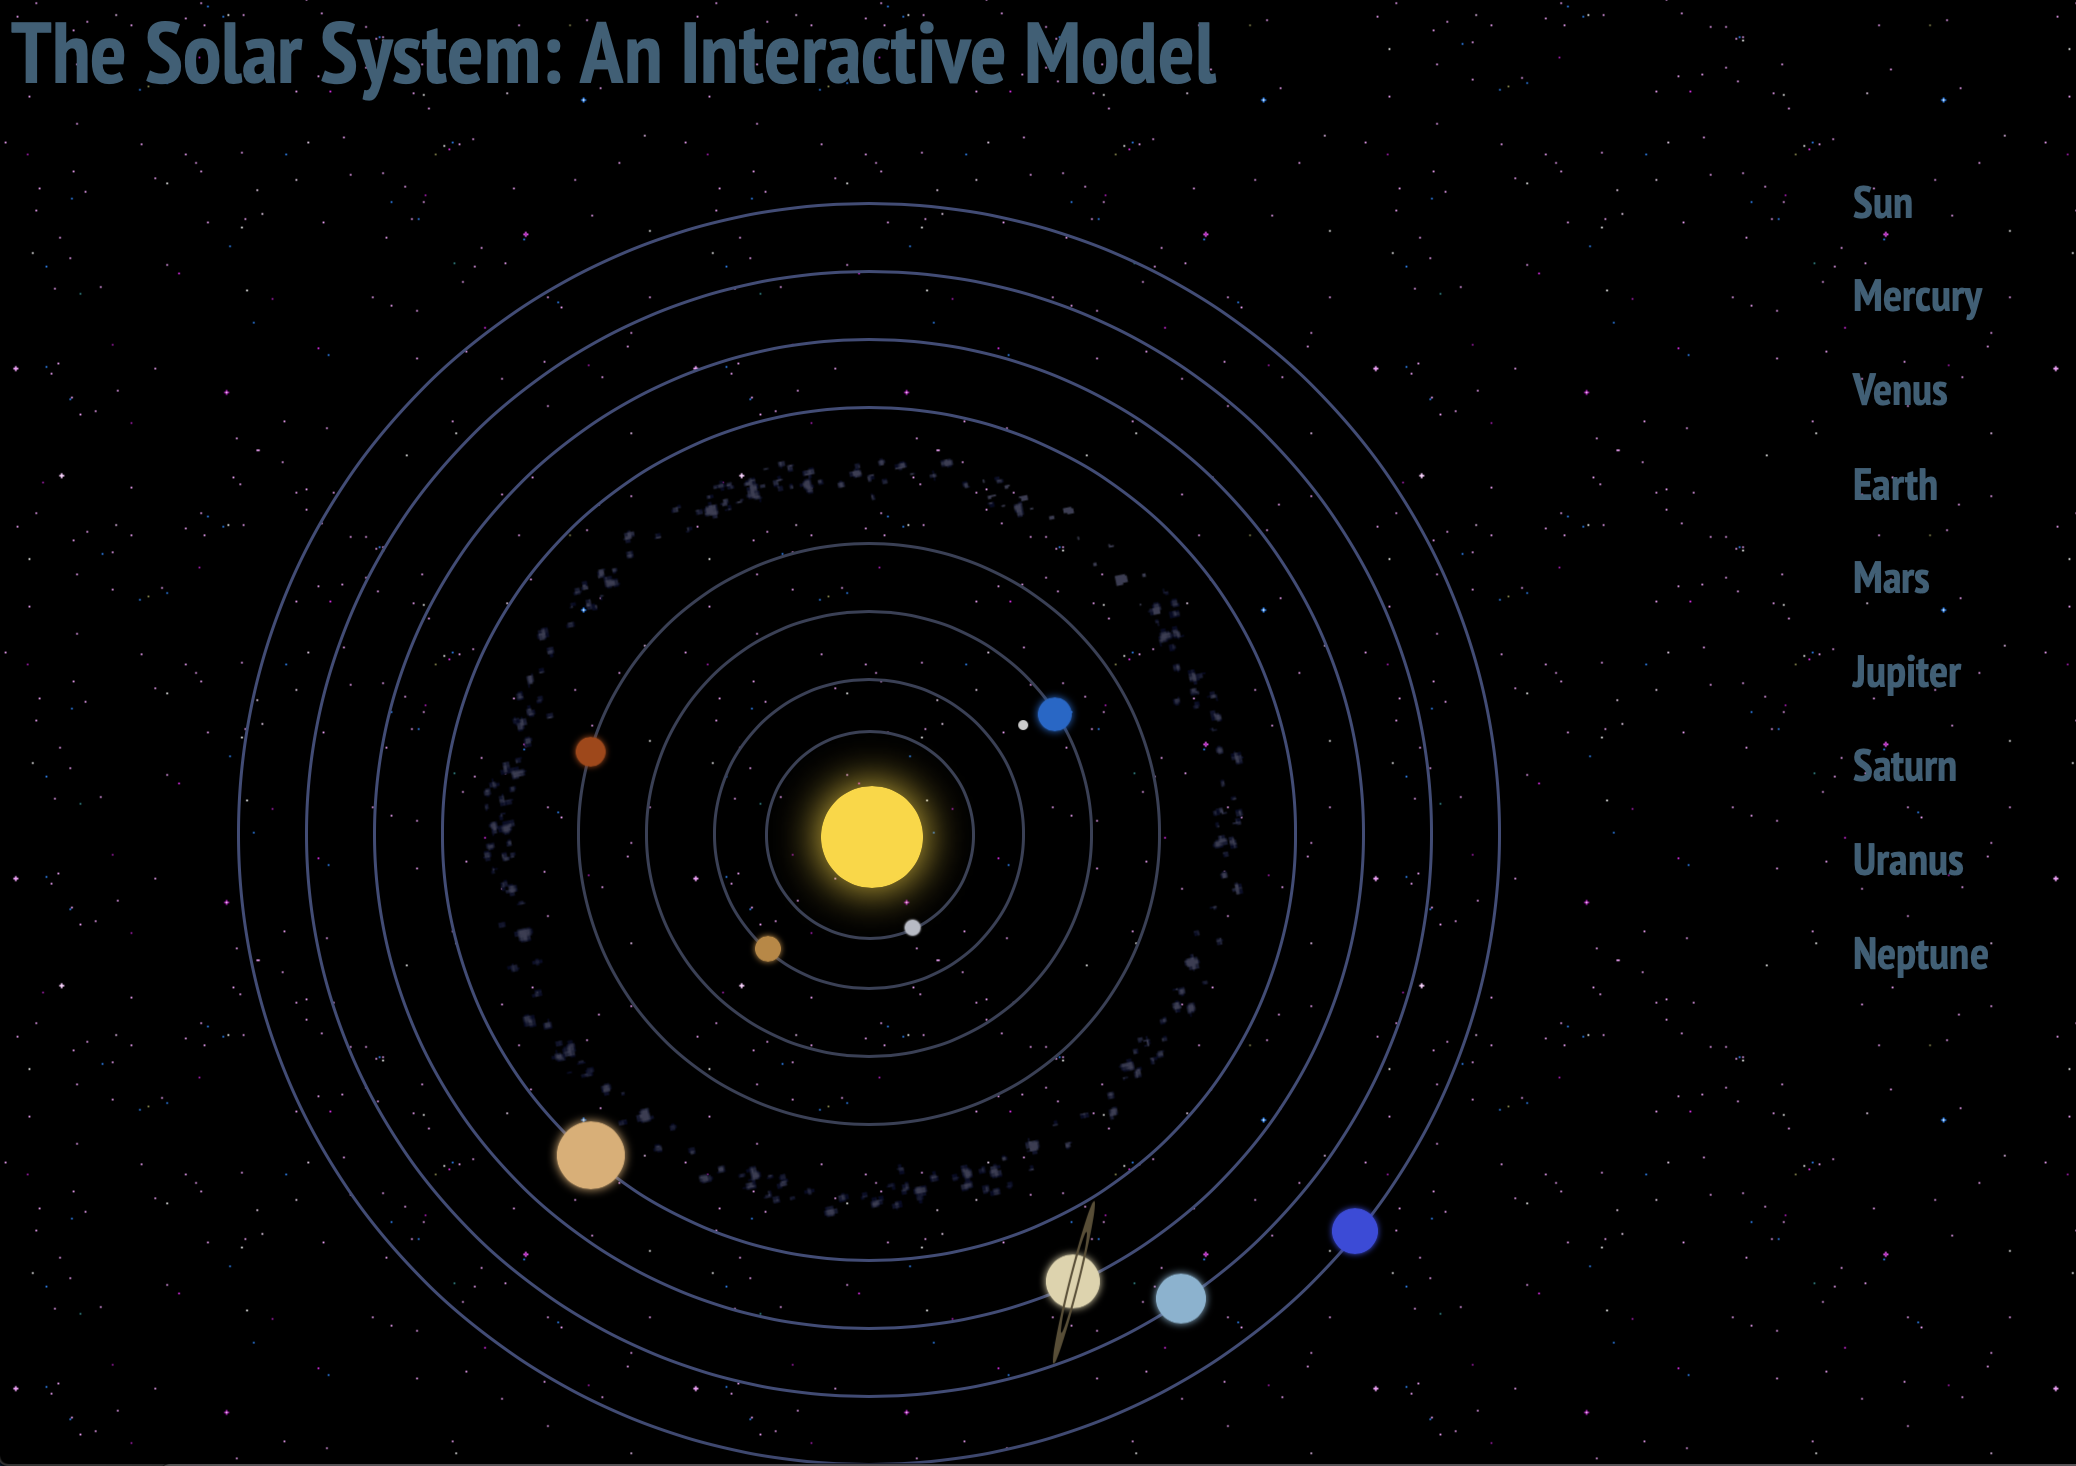 The Solar System: An Interactive Model
Sun
Mercury
Venus
Earth
Mars
Jupiter
Saturn
Uranus
Neptune